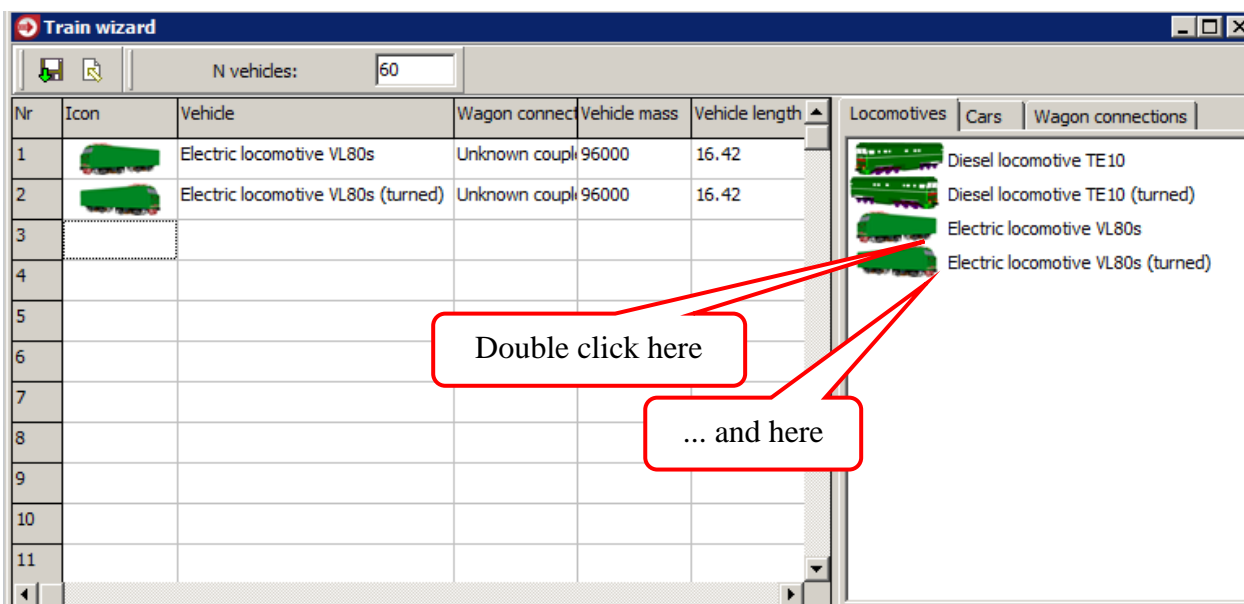 Train wizard
N vehicles: 60
Nr Icon Vehicle Wagon connect Vehicle mass Vehicle length
1 Electric locomotive VL80s Unknown coupl 96000 16.42
2 Electric locomotive VL80s (turned) Unknown coupl 96000 16.42
3
4
5
6
7
8
9
10
11
Locomotives Cars Wagon connections
Diesel locomotive TE10
Diesel locomotive TE10 (turned)
Electric locomotive VL80s
Electric locomotive VL80s (turned)
Double click here
... and here